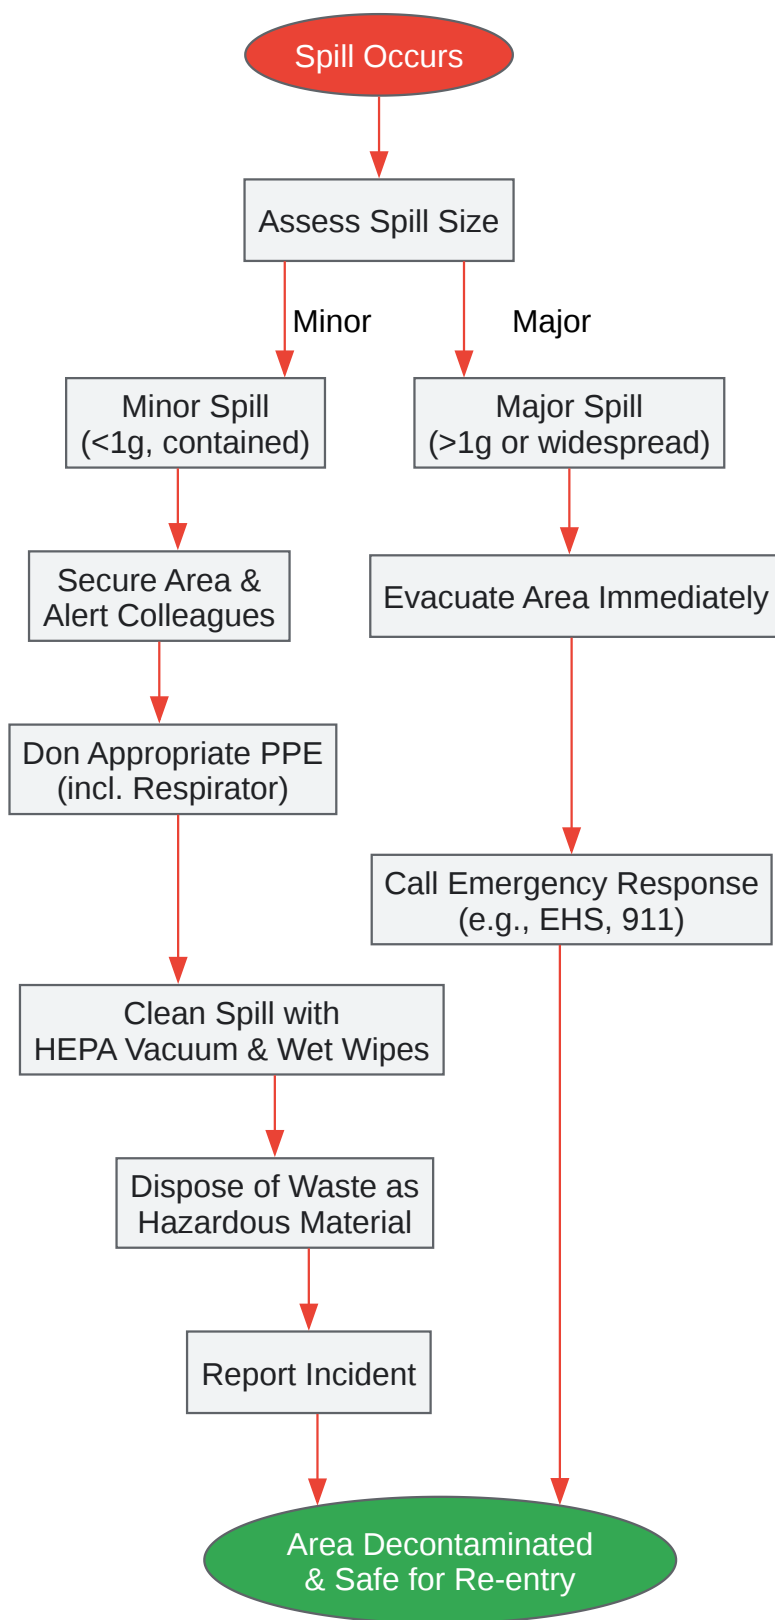 Spill Occurs
Assess Spill Size
Minor
Major
Minor Spill
(<1g, contained)
Major Spill
(>1g or widespread)
Secure Area &
Alert Colleagues
Evacuate Area Immediately
Don Appropriate PPE
(incl. Respirator)
Call Emergency Response
(e.g., EHS, 911)
Clean Spill with
HEPA Vacuum & Wet Wipes
Dispose of Waste as
Hazardous Material
Report Incident
Area Decontaminated
& Safe for Re-entry